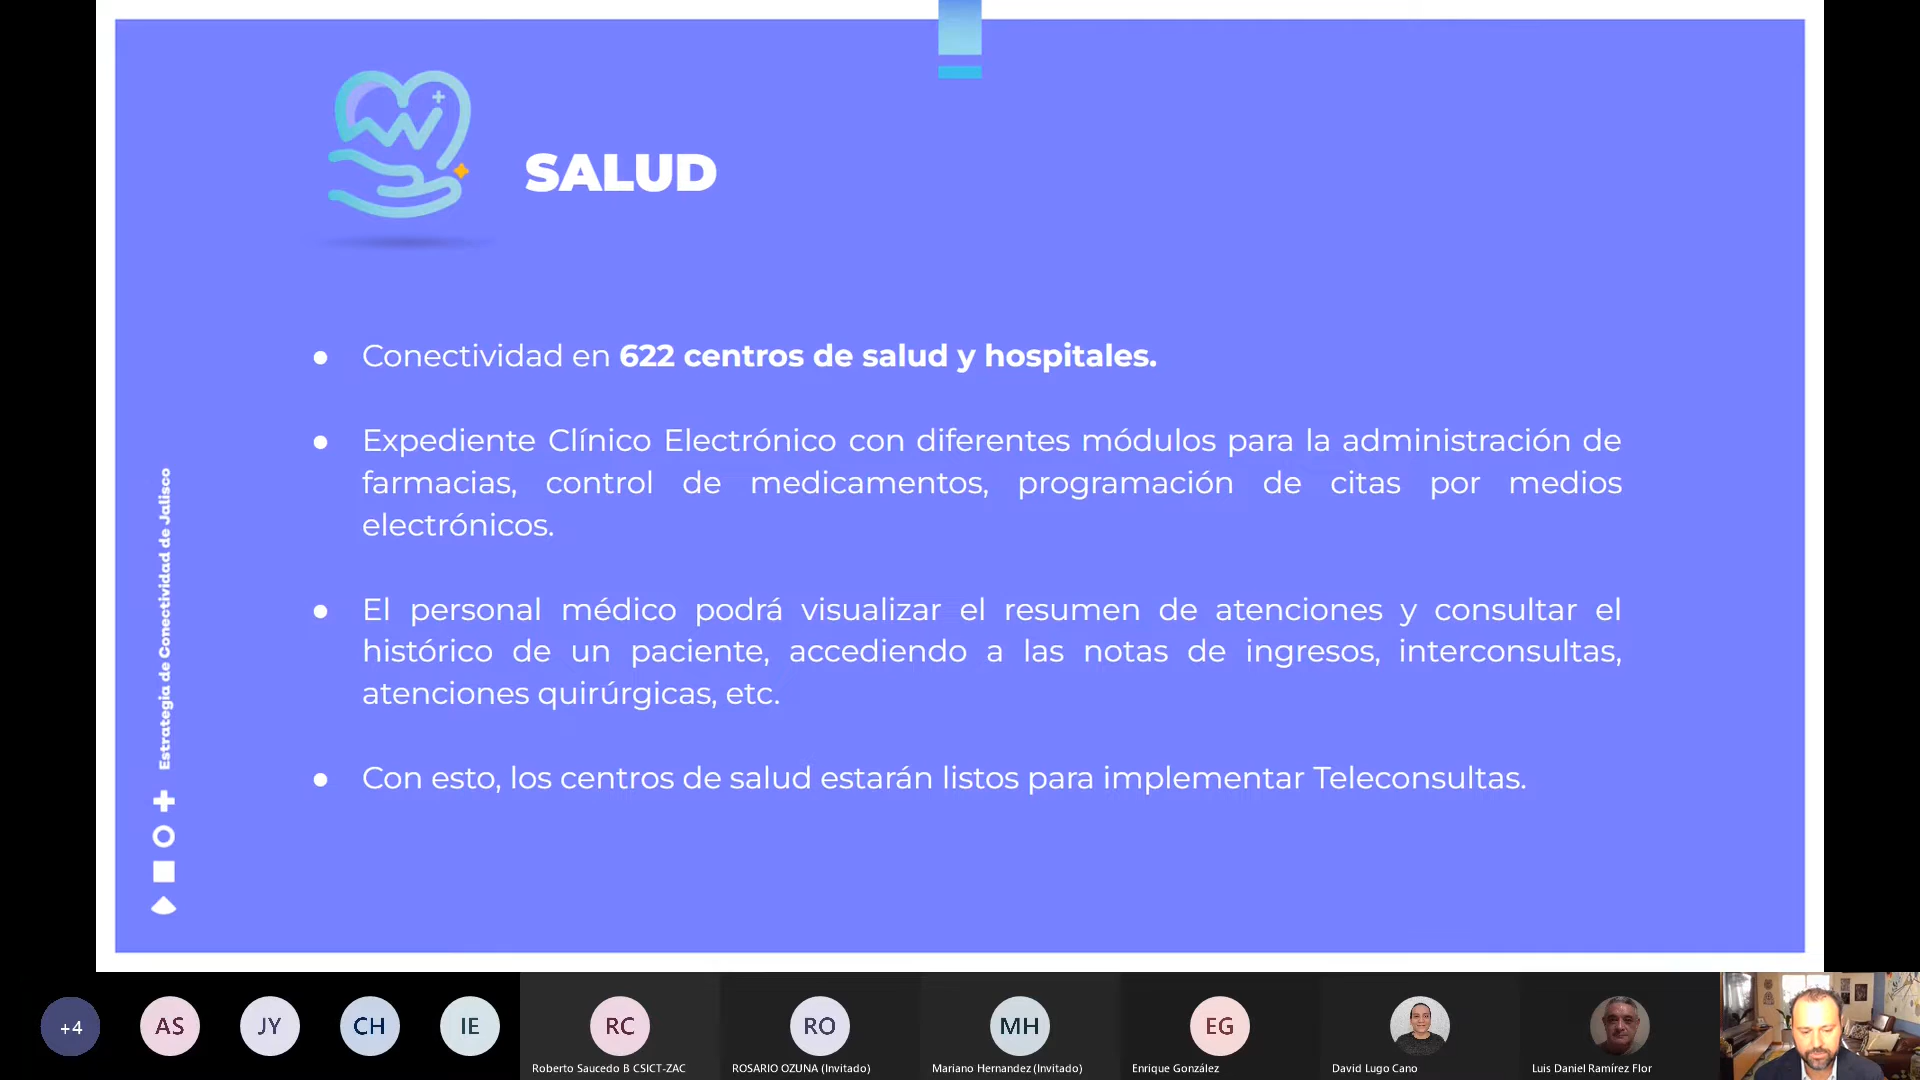 SALUD
● Conectividad en 622 centros de salud y hospitales.
● Expediente Clínico Electrónico con diferentes módulos para la administración de
farmacias, control de medicamentos, programación de citas por medios
electrónicos.
● El personal médico podrá visualizar el resumen de atenciones y consultar el
histórico de un paciente, accediendo a las notas de ingresos, interconsultas,
atenciones quirúrgicas, etc.
● Con esto, los centros de salud estarán listos para implementar Teleconsultas.
Estrategia de Conectividad de Jalisco
+4
AS
JY
CH
IE
RC
RO
MH
EG
Roberto Saucedo B CSICT-ZAC
ROSARIO OZUNA (Invitado)
Mariano Hernandez (Invitado)
Enrique González
David Lugo Cano
Luis Daniel Ramírez Flor